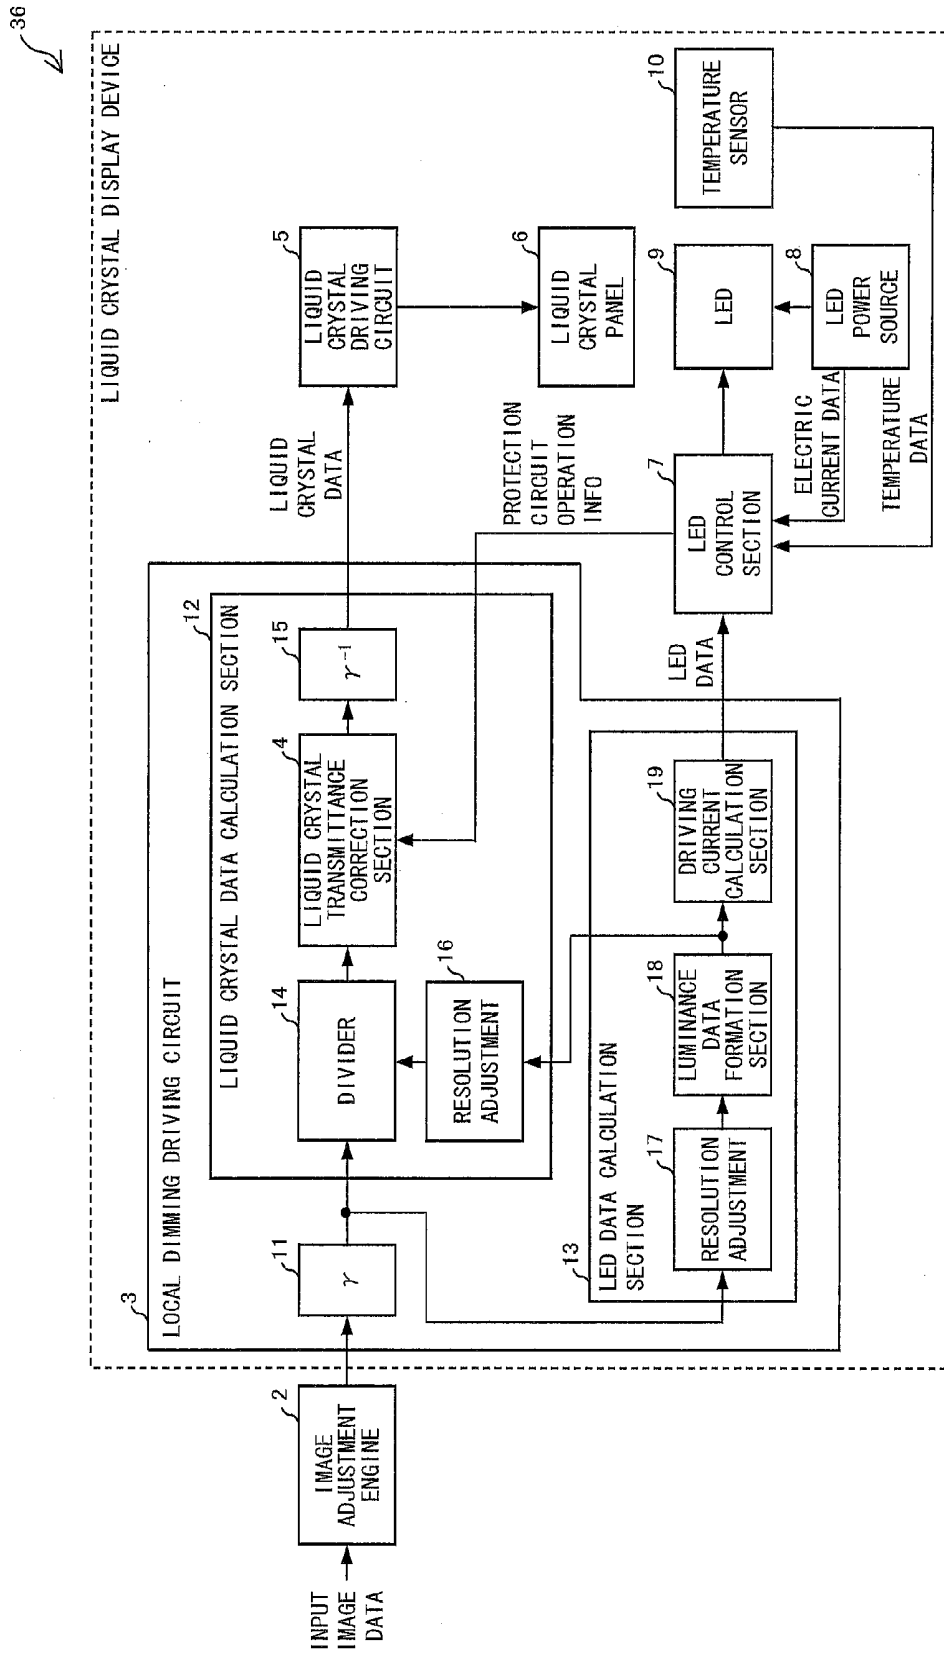 36
LIQUID CRYSTAL DISPLAY DEVICE
3
LOCAL DIMMING DRIVING CIRCUIT
12
LIQUID CRYSTAL DATA CALCULATION SECTION
INPUT
IMAGE
DATA
2
IMAGE
ADJUSTMENT
ENGINE
11
γ
14
DIVIDER
4
LIQUID CRYSTAL
TRANSMITTANCE
CORRECTION
SECTION
15
γ⁻¹
LIQUID
CRYSTAL
DATA
5
LIQUID
CRYSTAL
DRIVING
CIRCUIT
16
RESOLUTION
ADJUSTMENT
PROTECTION
CIRCUIT
OPERATION
INFO
6
LIQUID
CRYSTAL
PANEL
13
LED DATA CALCULATION
SECTION
17
RESOLUTION
ADJUSTMENT
18
LUMINANCE
DATA
FORMATION
SECTION
19
DRIVING
CURRENT
CALCULATION
SECTION
LED
DATA
7
LED
CONTROL
SECTION
9
LED
10
TEMPERATURE
SENSOR
ELECTRIC
CURRENT DATA
8
LED
POWER
SOURCE
TEMPERATURE
DATA